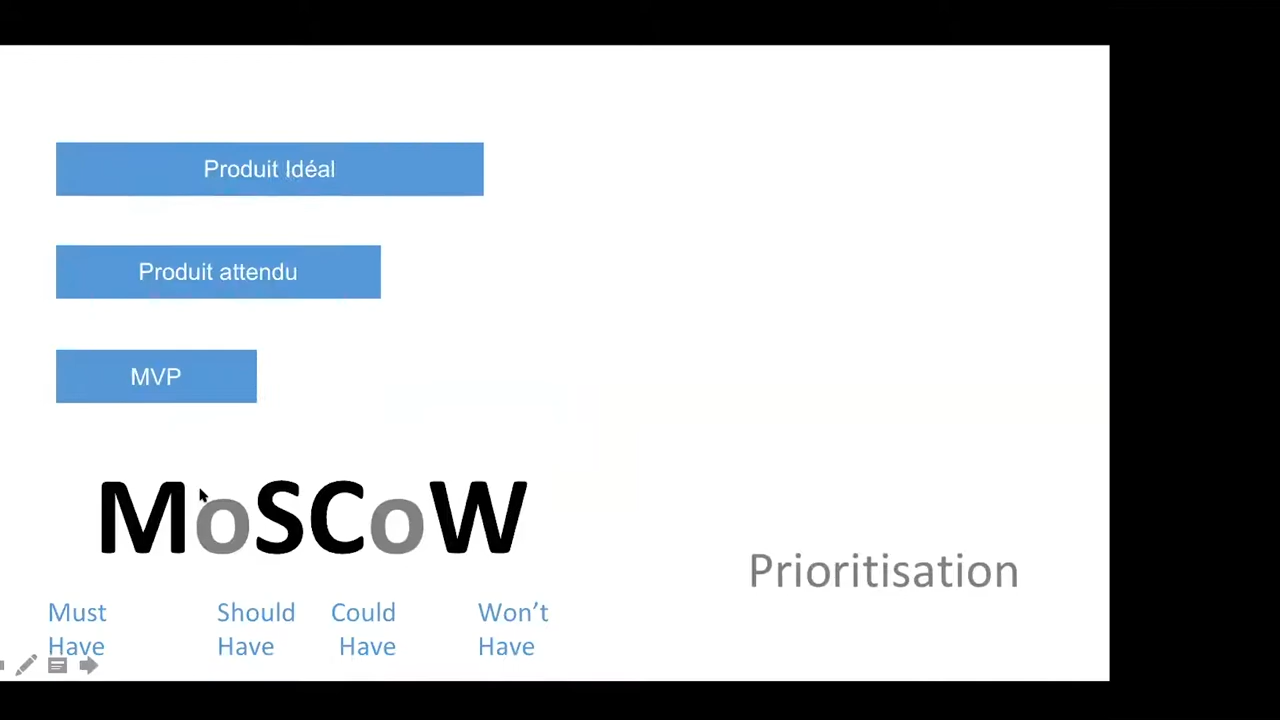 Produit Idéal
Produit attendu
MVP
MoSCoW
Prioritisation
Must Should Could Won’t
Have Have Have Have